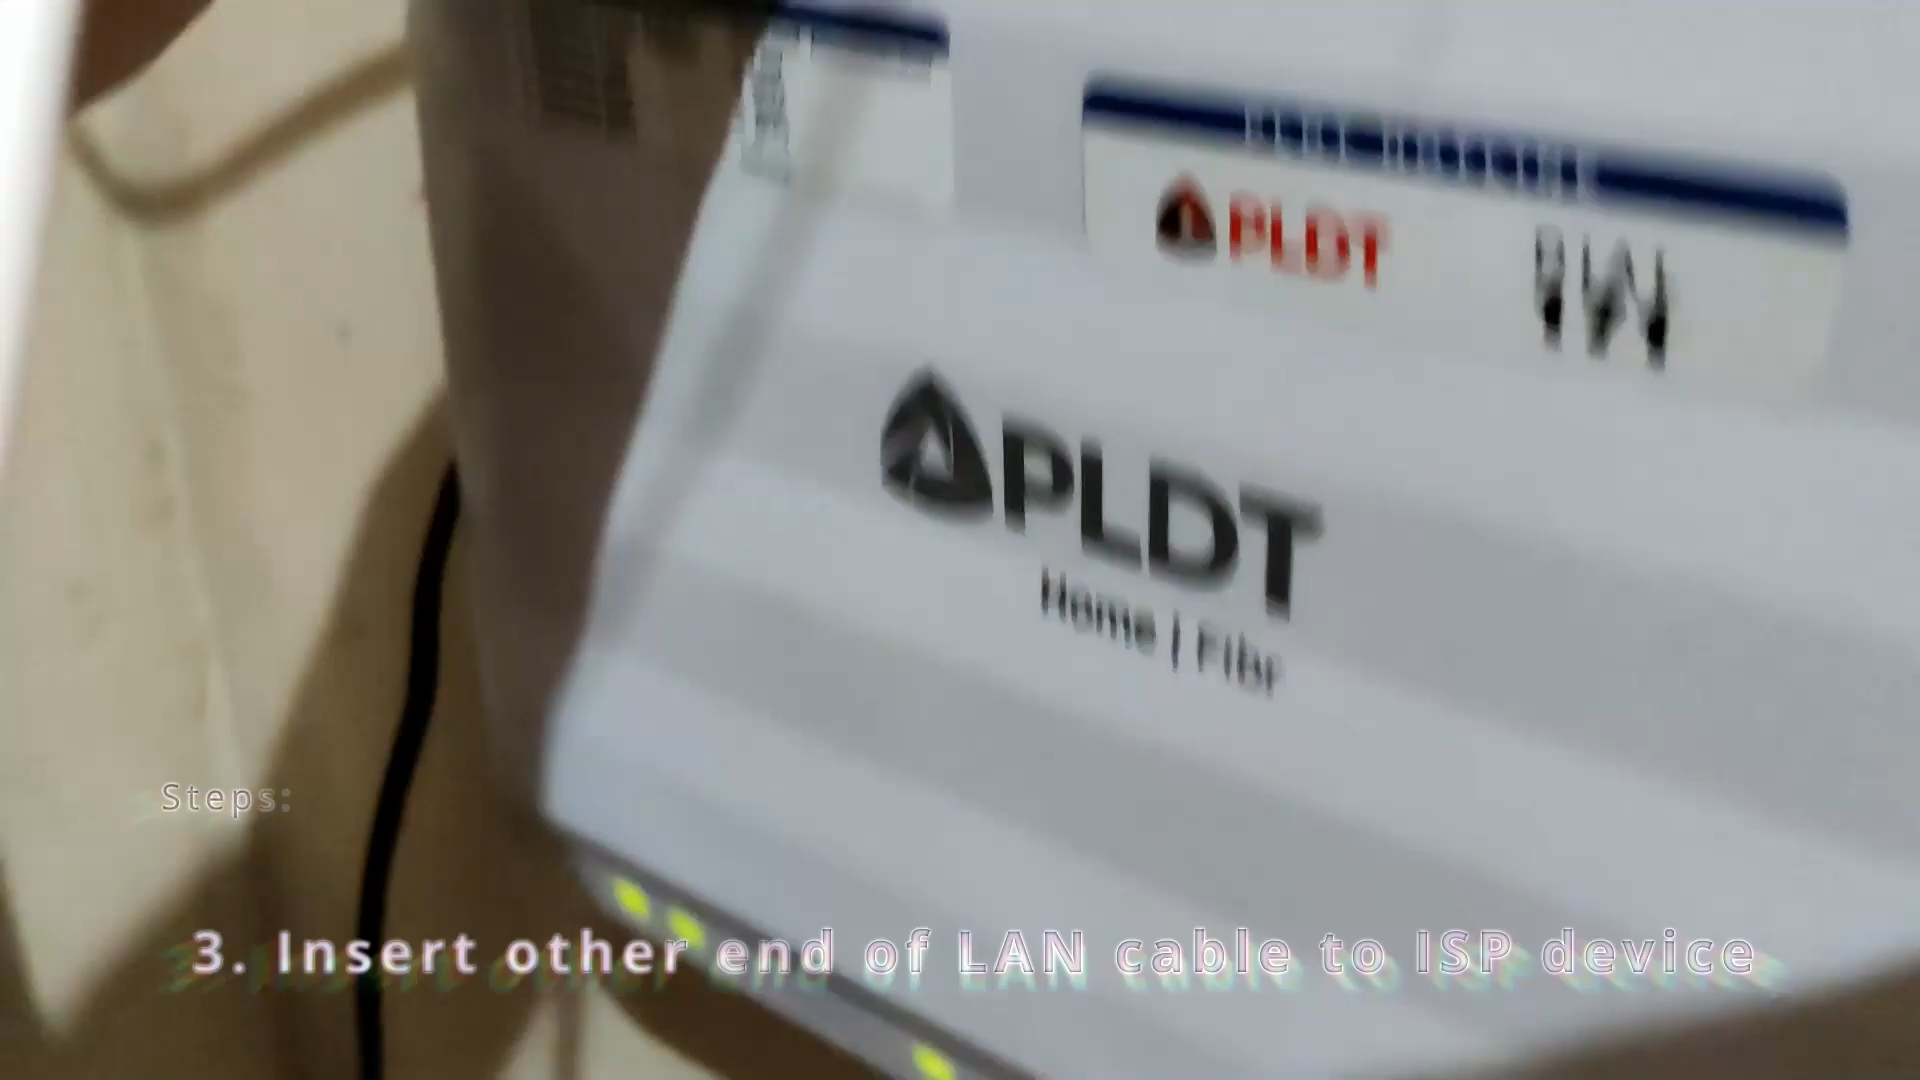 PLDT
PLDT
Home | Fibr
Steps:
3. Insert other end of LAN cable to ISP device